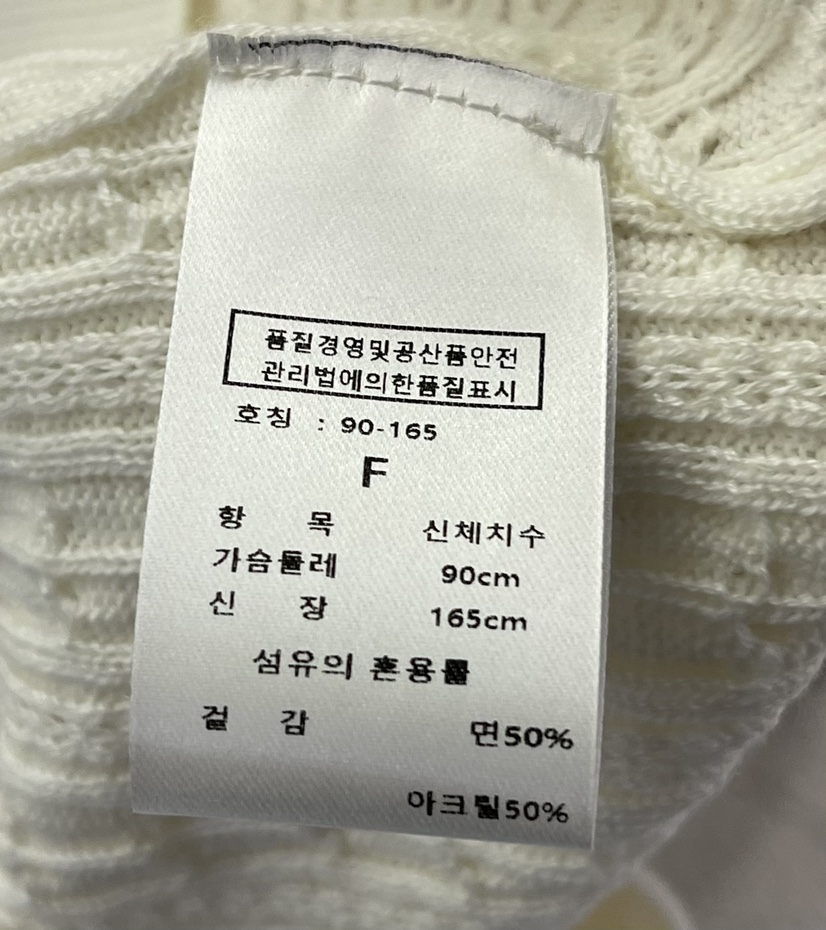 품질경영및공산품안전
관리법에의한품질표시
호칭 : 90-165
F
항 목 신체치수
가슴둘레 90cm
신 장 165cm
섬유의 혼용률
겉 감 면50%
아크릴50%